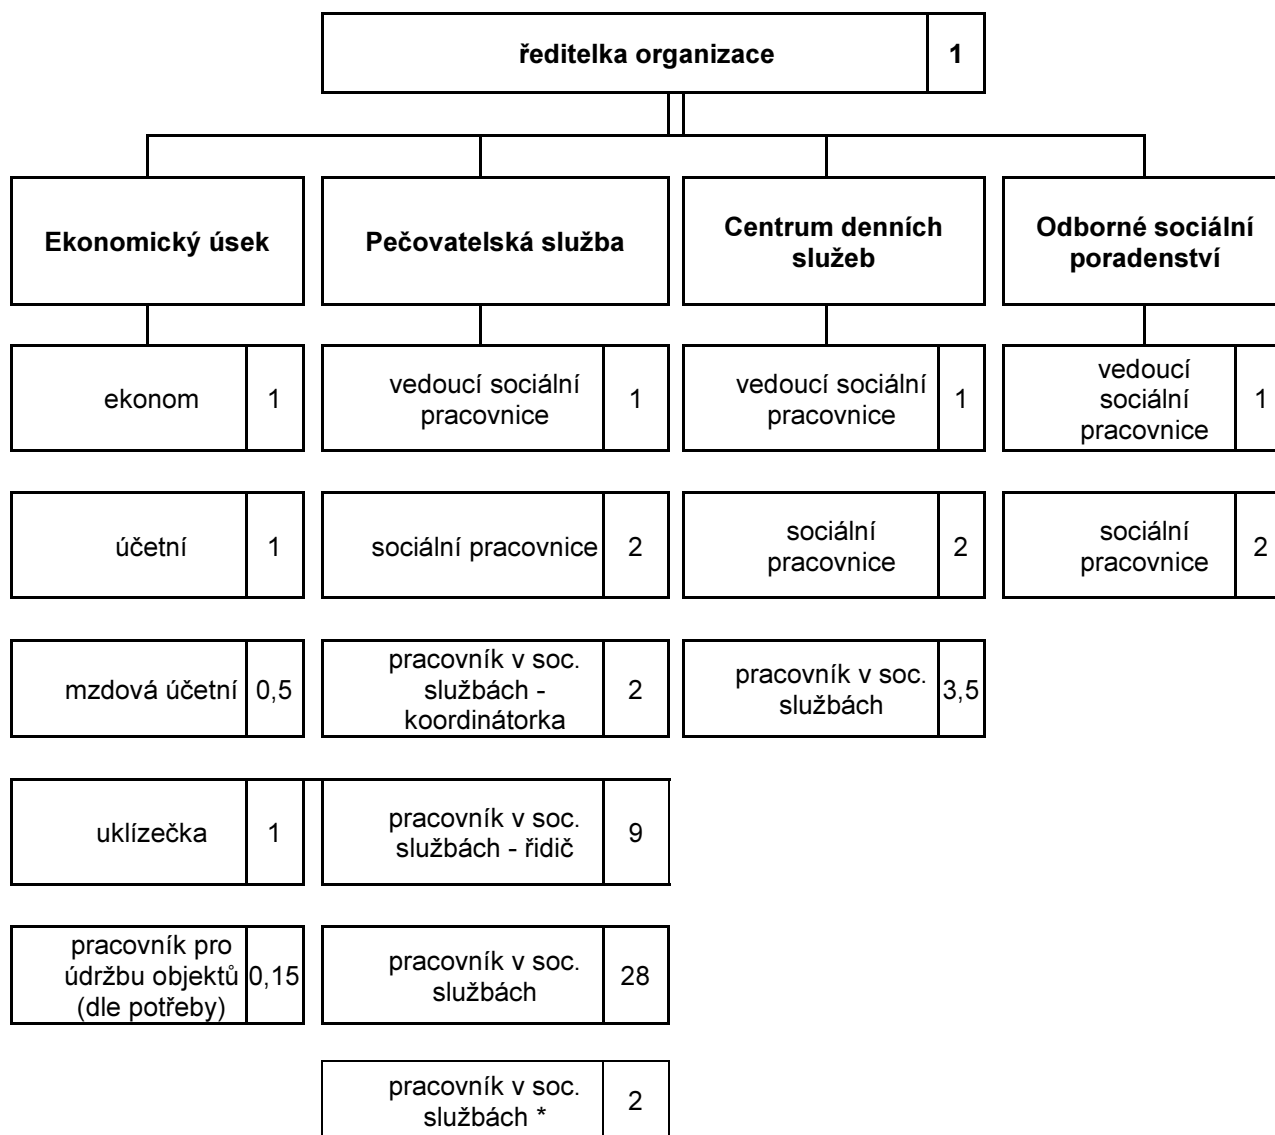 ředitelka organizace 1
Ekonomický úsek
Pečovatelská služba
Centrum denních
služeb
Odborné sociální
poradenství
ekonom 1
vedoucí sociální
pracovnice 1
vedoucí sociální
pracovnice 1
vedoucí
sociální
pracovnice 1
účetní 1
sociální pracovnice 2
sociální
pracovnice 2
sociální
pracovnice 2
mzdová účetní 0,5
pracovník v soc.
službách -
koordinátorka 2
pracovník v soc.
službách 3,5
uklízečka 1
pracovník v soc.
službách - řidič 9
pracovník pro
údržbu objektů
(dle potřeby) 0,15
pracovník v soc.
službách 28
pracovník v soc.
službách * 2